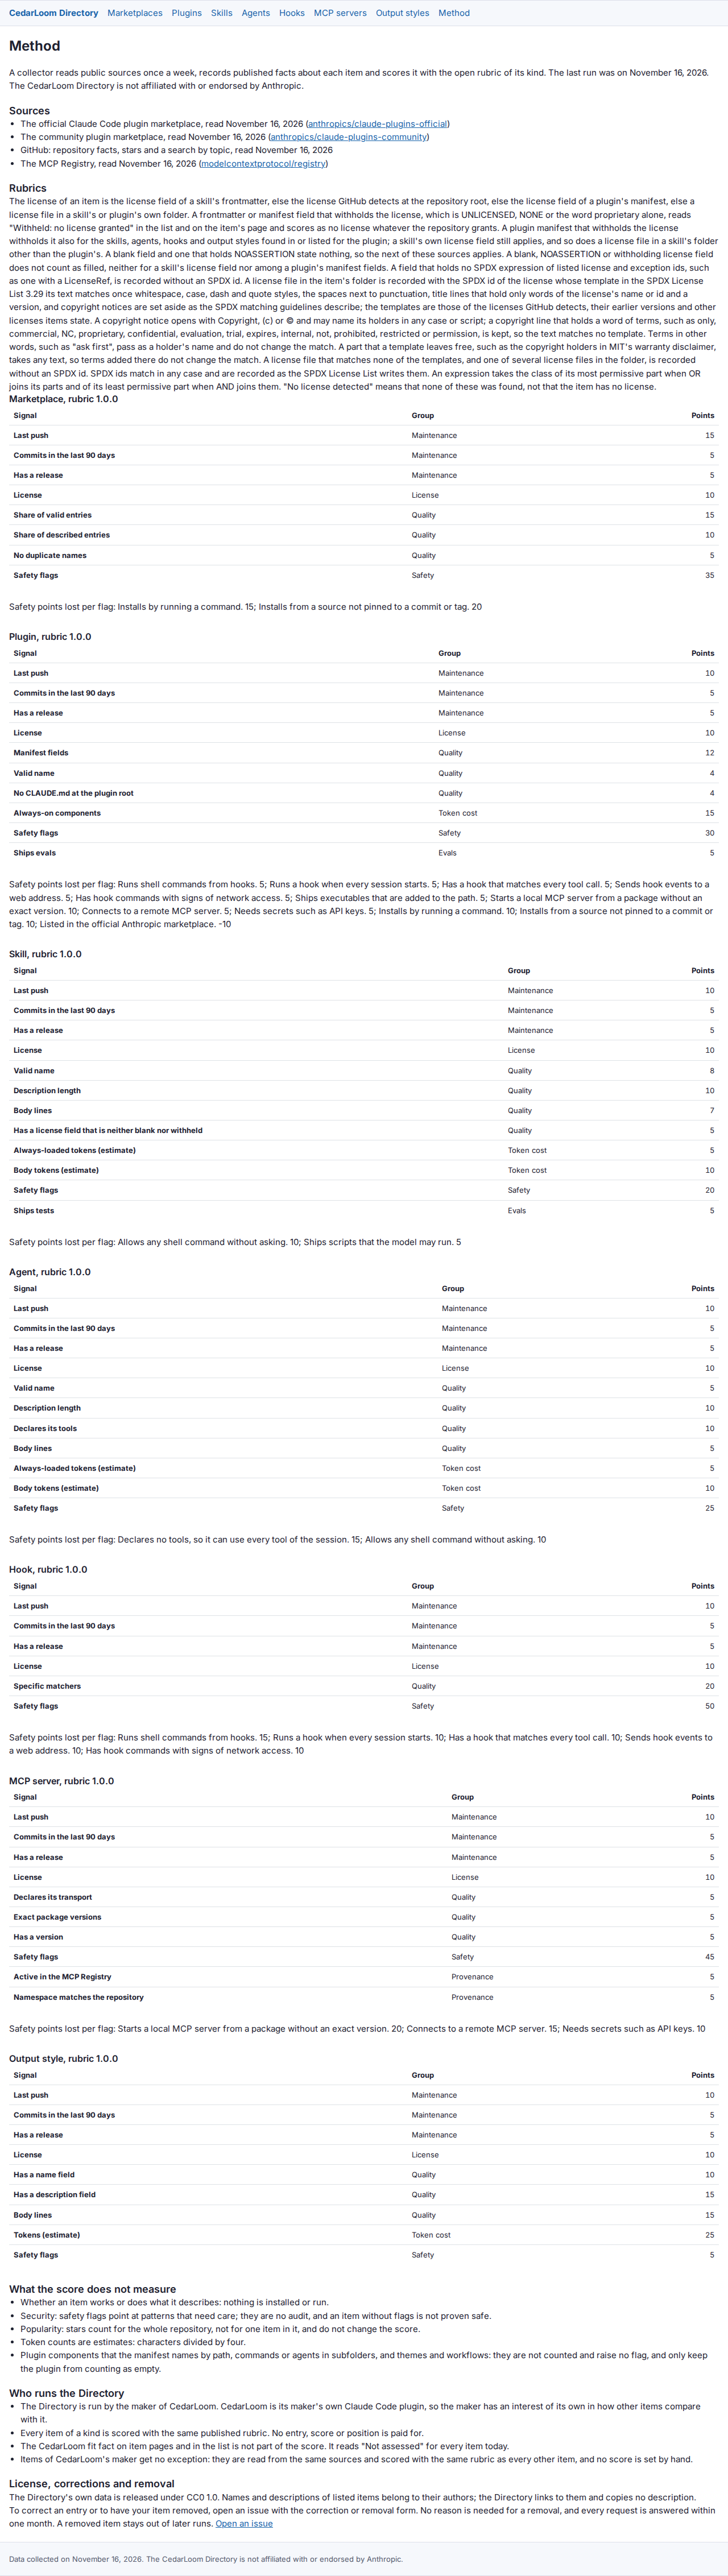 CedarLoom Directory Marketplaces Plugins Skills Agents Hooks MCP servers Output styles Method
Method
A collector reads public sources once a week, records published facts about each item and scores it with the open rubric of its kind. The last run was on November 16, 2026.
The CedarLoom Directory is not affiliated with or endorsed by Anthropic.
Sources
• The official Claude Code plugin marketplace, read November 16, 2026 (anthropics/claude-plugins-official)
• The community plugin marketplace, read November 16, 2026 (anthropics/claude-plugins-community)
• GitHub: repository facts, stars and a search by topic, read November 16, 2026
• The MCP Registry, read November 16, 2026 (modelcontextprotocol/registry)
Rubrics
The license of an item is the license field of a skill's frontmatter, else the license GitHub detects at the repository root, else the license field of a plugin's manifest, else a
license file in a skill's or plugin's own folder. A frontmatter or manifest field that withholds the license, which is UNLICENSED, NONE or the word proprietary alone, reads
"Withheld: no license granted" in the list and on the item's page and scores as no license whatever the repository grants. A plugin manifest that withholds the license
withholds it also for the skills, agents, hooks and output styles found in or listed for the plugin; a skill's own license field still applies, and so does a license file in a skill's folder
other than the plugin's. A blank field and one that holds NOASSERTION state nothing, so the next of these sources applies. A blank, NOASSERTION or withholding license field
does not count as filled, neither for a skill's license field nor among a plugin's manifest fields. A field that holds no SPDX expression of listed license and exception ids, such
as one with a LicenseRef, is recorded without an SPDX id. A license file in the item's folder is recorded with the SPDX id of the license whose template in the SPDX License
List 3.29 its text matches once whitespace, case, dash and quote styles, the spaces next to punctuation, title lines that hold only words of the license's name or id and a
version, and copyright notices are set aside as the SPDX matching guidelines describe; the templates are those of the licenses GitHub detects, their earlier versions and other
licenses items state. A copyright notice opens with Copyright, (c) or © and may name its holders in any case or script; a copyright line that holds a word of terms, such as only,
commercial, NC, proprietary, confidential, evaluation, trial, expires, internal, not, prohibited, restricted or permission, is kept, so the text matches no template. Terms in other
words, such as "ask first", pass as a holder's name and do not change the match. A part that a template leaves free, such as the copyright holders in MIT's warranty disclaimer,
takes any text, so terms added there do not change the match. A license file that matches none of the templates, and one of several license files in the folder, is recorded
without an SPDX id. SPDX ids match in any case and are recorded as the SPDX License List writes them. An expression takes the class of its most permissive part when OR
joins its parts and of its least permissive part when AND joins them. "No license detected" means that none of these was found, not that the item has no license.
Marketplace, rubric 1.0.0
Signal Group Points
Last push Maintenance 15
Commits in the last 90 days Maintenance 5
Has a release Maintenance 5
License License 10
Share of valid entries Quality 15
Share of described entries Quality 10
No duplicate names Quality 5
Safety flags Safety 35
Safety points lost per flag: Installs by running a command. 15; Installs from a source not pinned to a commit or tag. 20
Plugin, rubric 1.0.0
Signal Group Points
Last push Maintenance 10
Commits in the last 90 days Maintenance 5
Has a release Maintenance 5
License License 10
Manifest fields Quality 12
Valid name Quality 4
No CLAUDE.md at the plugin root Quality 4
Always-on components Token cost 15
Safety flags Safety 30
Ships evals Evals 5
Safety points lost per flag: Runs shell commands from hooks. 5; Runs a hook when every session starts. 5; Has a hook that matches every tool call. 5; Sends hook events to a
web address. 5; Has hook commands with signs of network access. 5; Ships executables that are added to the path. 5; Starts a local MCP server from a package without an
exact version. 10; Connects to a remote MCP server. 5; Needs secrets such as API keys. 5; Installs by running a command. 10; Installs from a source not pinned to a commit or
tag. 10; Listed in the official Anthropic marketplace. -10
Skill, rubric 1.0.0
Signal Group Points
Last push Maintenance 10
Commits in the last 90 days Maintenance 5
Has a release Maintenance 5
License License 10
Valid name Quality 8
Description length Quality 10
Body lines Quality 7
Has a license field that is neither blank nor withheld Quality 5
Always-loaded tokens (estimate) Token cost 5
Body tokens (estimate) Token cost 10
Safety flags Safety 20
Ships tests Evals 5
Safety points lost per flag: Allows any shell command without asking. 10; Ships scripts that the model may run. 5
Agent, rubric 1.0.0
Signal Group Points
Last push Maintenance 10
Commits in the last 90 days Maintenance 5
Has a release Maintenance 5
License License 10
Valid name Quality 5
Description length Quality 10
Declares its tools Quality 10
Body lines Quality 5
Always-loaded tokens (estimate) Token cost 5
Body tokens (estimate) Token cost 10
Safety flags Safety 25
Safety points lost per flag: Declares no tools, so it can use every tool of the session. 15; Allows any shell command without asking. 10
Hook, rubric 1.0.0
Signal Group Points
Last push Maintenance 10
Commits in the last 90 days Maintenance 5
Has a release Maintenance 5
License License 10
Specific matchers Quality 20
Safety flags Safety 50
Safety points lost per flag: Runs shell commands from hooks. 15; Runs a hook when every session starts. 10; Has a hook that matches every tool call. 10; Sends hook events to
a web address. 10; Has hook commands with signs of network access. 10
MCP server, rubric 1.0.0
Signal Group Points
Last push Maintenance 10
Commits in the last 90 days Maintenance 5
Has a release Maintenance 5
License License 10
Declares its transport Quality 5
Exact package versions Quality 5
Has a version Quality 5
Safety flags Safety 45
Active in the MCP Registry Provenance 5
Namespace matches the repository Provenance 5
Safety points lost per flag: Starts a local MCP server from a package without an exact version. 20; Connects to a remote MCP server. 15; Needs secrets such as API keys. 10
Output style, rubric 1.0.0
Signal Group Points
Last push Maintenance 10
Commits in the last 90 days Maintenance 5
Has a release Maintenance 5
License License 10
Has a name field Quality 10
Has a description field Quality 15
Body lines Quality 15
Tokens (estimate) Token cost 25
Safety flags Safety 5
What the score does not measure
• Whether an item works or does what it describes: nothing is installed or run.
• Security: safety flags point at patterns that need care; they are no audit, and an item without flags is not proven safe.
• Popularity: stars count for the whole repository, not for one item in it, and do not change the score.
• Token counts are estimates: characters divided by four.
• Plugin components that the manifest names by path, commands or agents in subfolders, and themes and workflows: they are not counted and raise no flag, and only keep
the plugin from counting as empty.
Who runs the Directory
• The Directory is run by the maker of CedarLoom. CedarLoom is its maker's own Claude Code plugin, so the maker has an interest of its own in how other items compare
with it.
• Every item of a kind is scored with the same published rubric. No entry, score or position is paid for.
• The CedarLoom fit fact on item pages and in the list is not part of the score. It reads "Not assessed" for every item today.
• Items of CedarLoom's maker get no exception: they are read from the same sources and scored with the same rubric as every other item, and no score is set by hand.
License, corrections and removal
The Directory's own data is released under CC0 1.0. Names and descriptions of listed items belong to their authors; the Directory links to them and copies no description.
To correct an entry or to have your item removed, open an issue with the correction or removal form. No reason is needed for a removal, and every request is answered within
one month. A removed item stays out of later runs. Open an issue
Data collected on November 16, 2026. The CedarLoom Directory is not affiliated with or endorsed by Anthropic.